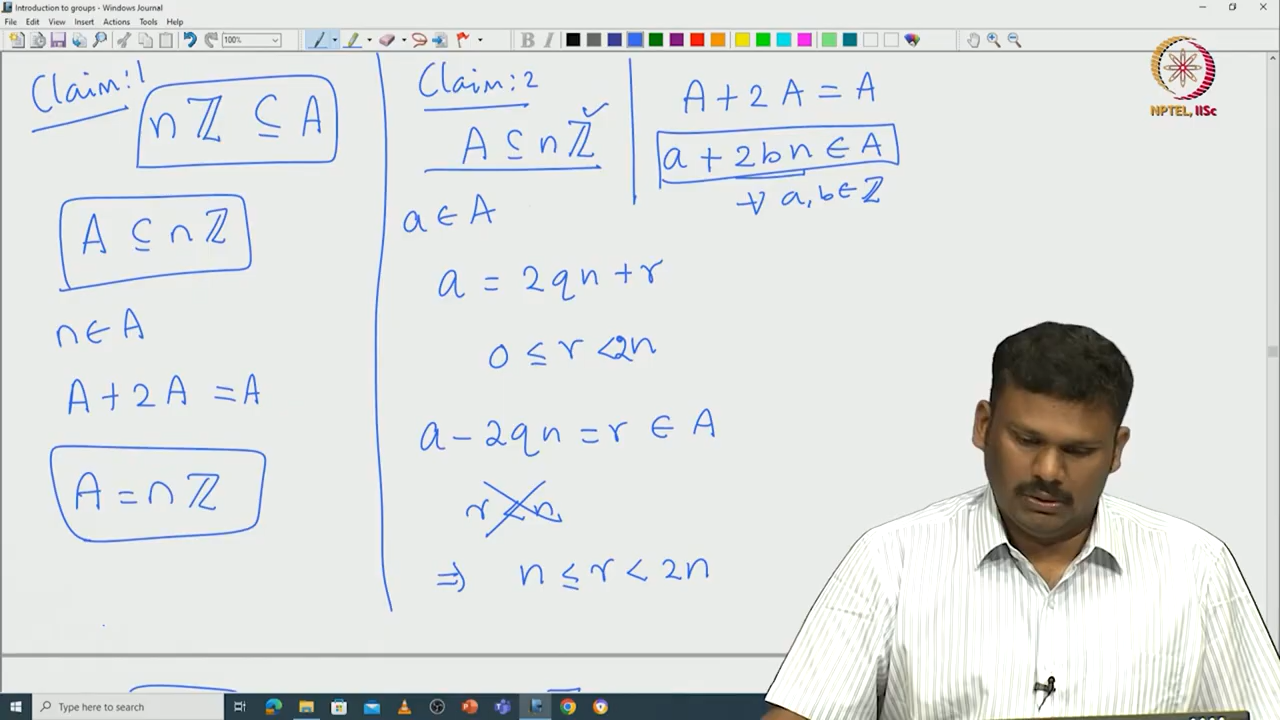 Introduction to groups - Windows Journal
File Edit View Insert Actions Tools Help
100%
B I
NPTEL, IISc
Claim:1
nℤ ⊆ A
A ⊆ nℤ
n ∈ A
A + 2A = A
A = nℤ
Claim:2
A ⊆ nℤ ✓
a ∈ A
a = 2qn + r
0 ≤ r < 2n
a - 2qn = r ∈ A
r < n
⇒ n ≤ r < 2n
A + 2A = A
a + 2bn ∈ A
∀ a, b ∈ ℤ
Type here to search